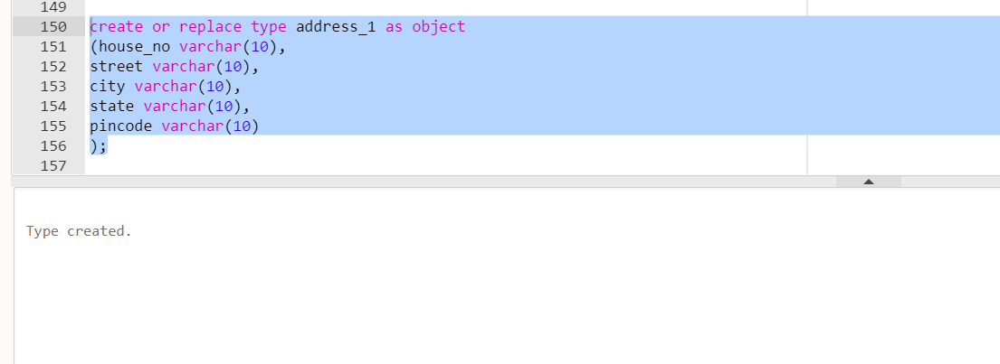 149
150 create or replace type address_1 as object
151 (house_no varchar(10),
152 street varchar(10),
153 city varchar(10),
154 state varchar(10),
155 pincode varchar(10)
156 );
157
Type created.